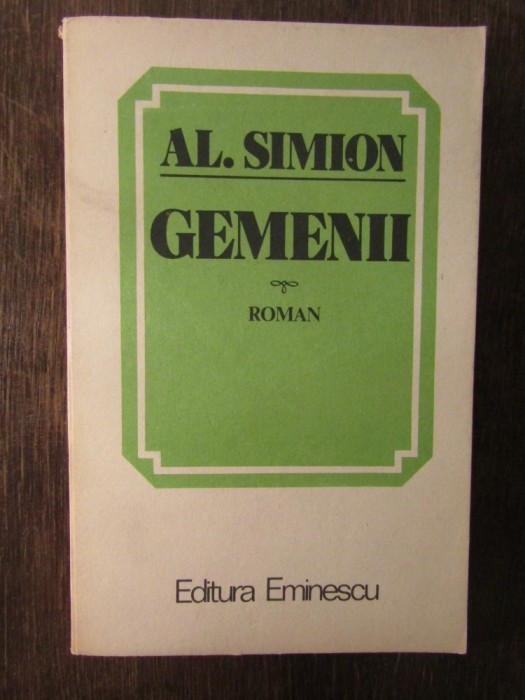 AL. SIMION
GEMENII
ROMAN
Editura Eminescu